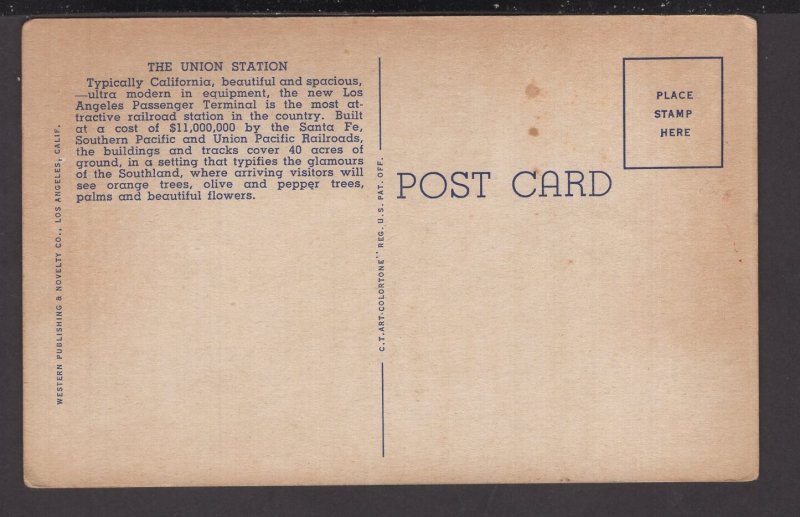 THE UNION STATION
Typically California, beautiful and spacious,
—ultra modern in equipment, the new Los
Angeles Passenger Terminal is the most at-
tractive railroad station in the country. Built
at a cost of $11,000,000 by the Santa Fe,
Southern Pacific and Union Pacific Railroads,
the buildings and tracks cover 40 acres of
ground, in a setting that typifies the glamours
of the Southland, where arriving visitors will
see orange trees, olive and pepper trees,
palms and beautiful flowers.
WESTERN PUBLISHING & NOVELTY CO., LOS ANGELES, CALIF.
C.T. ART-COLORTONE" REG. U.S. PAT. OFF.
POST CARD
PLACE
STAMP
HERE